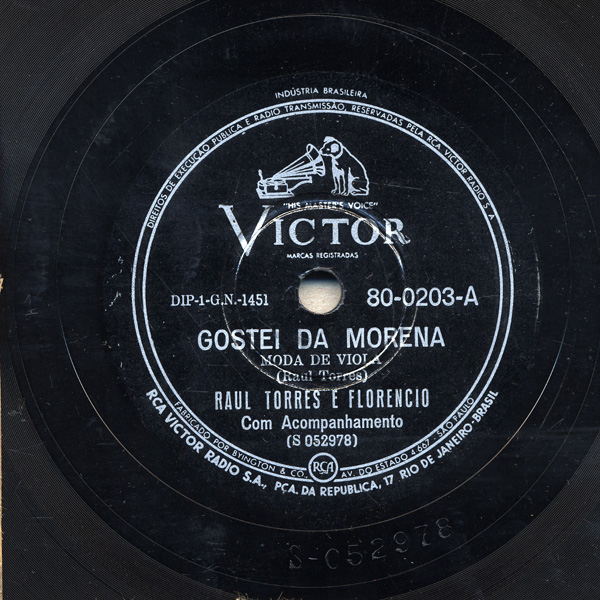 INDÚSTRIA BRASILEIRA
DIREITOS DE EXECUÇÃO PUBLICA E RADIO TRANSMISSÃO, RESERVADAS PELA RCA VICTOR RADIO S/A
"HIS MASTER'S VOICE"
VICTOR
MARCAS REGISTRADAS
DIP-1-G.N.-1451 80-0203-A
GOSTEI DA MORENA
MODA DE VIOLA
(Raul Torres)
RAUL TORRES E FLORENCIO
Com Acompanhamento
(S 052978)
FABRICADO POR BYINGTON & CO. RCA AV. DO ESTADO 4667 - SÃO PAULO
RCA VICTOR RADIO S.A., PÇA. DA REPUBLICA, 17 RIO DE JANEIRO-BRASIL
S-052978